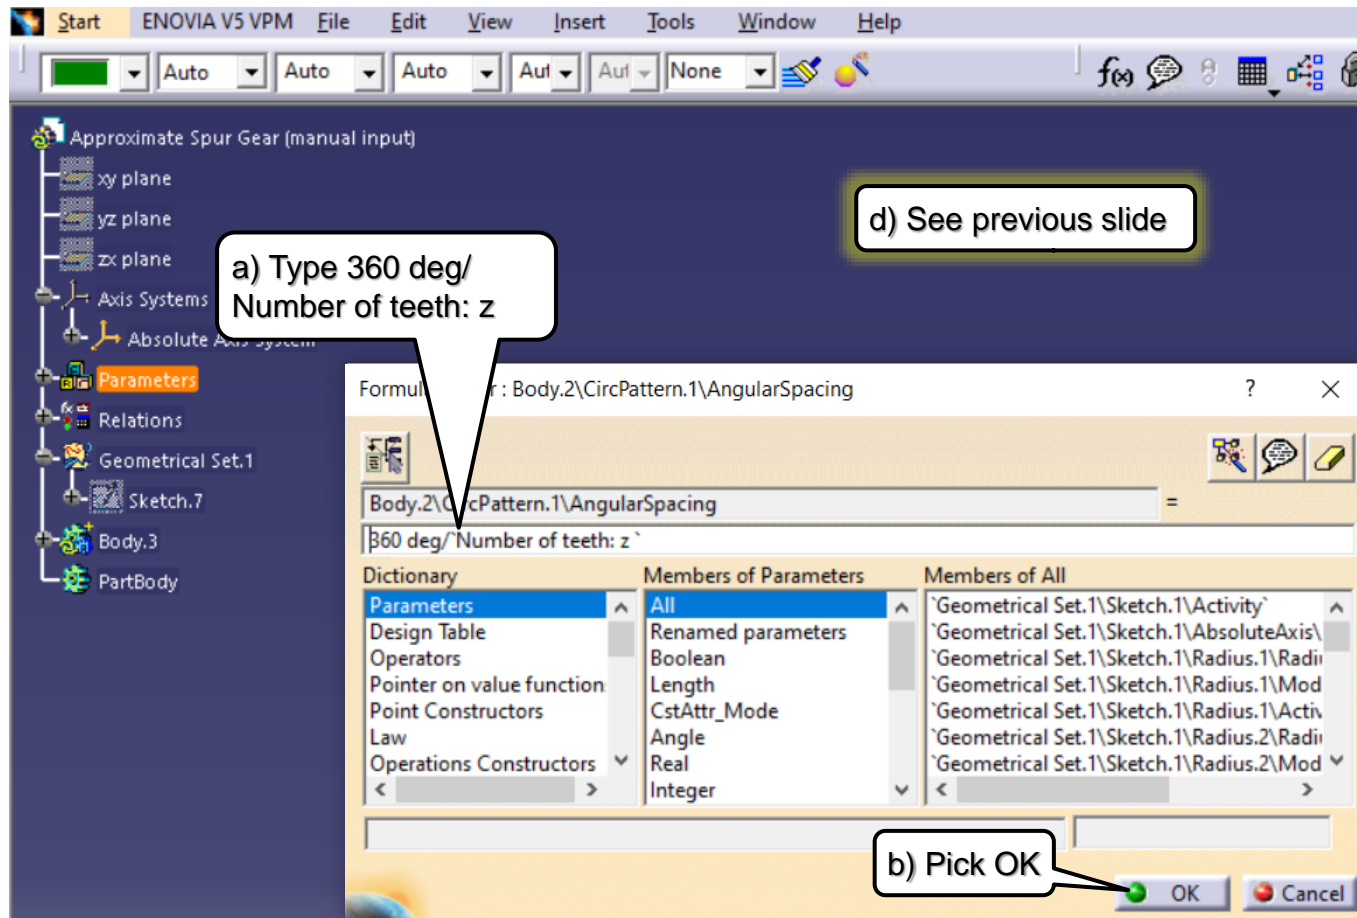 Start ENOVIA V5 VPM File Edit View Insert Tools Window Help
Auto Auto Auto Aut Aut None
f(x)
Approximate Spur Gear (manual input)
xy plane
yz plane
zx plane
Axis Systems
Absolute Axis System
Parameters
Relations
Geometrical Set.1
Sketch.7
Body.3
PartBody
d) See previous slide
a) Type 360 deg/
Number of teeth: z
Formul r : Body.2\CircPattern.1\AngularSpacing ?
Body.2\CircPattern.1\AngularSpacing =
360 deg/`Number of teeth: z `
Dictionary Members of Parameters Members of All
Parameters All `Geometrical Set.1\Sketch.1\Activity`
Design Table Renamed parameters `Geometrical Set.1\Sketch.1\AbsoluteAxis\
Operators Boolean `Geometrical Set.1\Sketch.1\Radius.1\Radi
Pointer on value function Length `Geometrical Set.1\Sketch.1\Radius.1\Mod
Point Constructors CstAttr_Mode `Geometrical Set.1\Sketch.1\Radius.1\Activ
Law Angle `Geometrical Set.1\Sketch.1\Radius.2\Radi
Operations Constructors Real `Geometrical Set.1\Sketch.1\Radius.2\Mod
Integer
b) Pick OK
OK Cancel